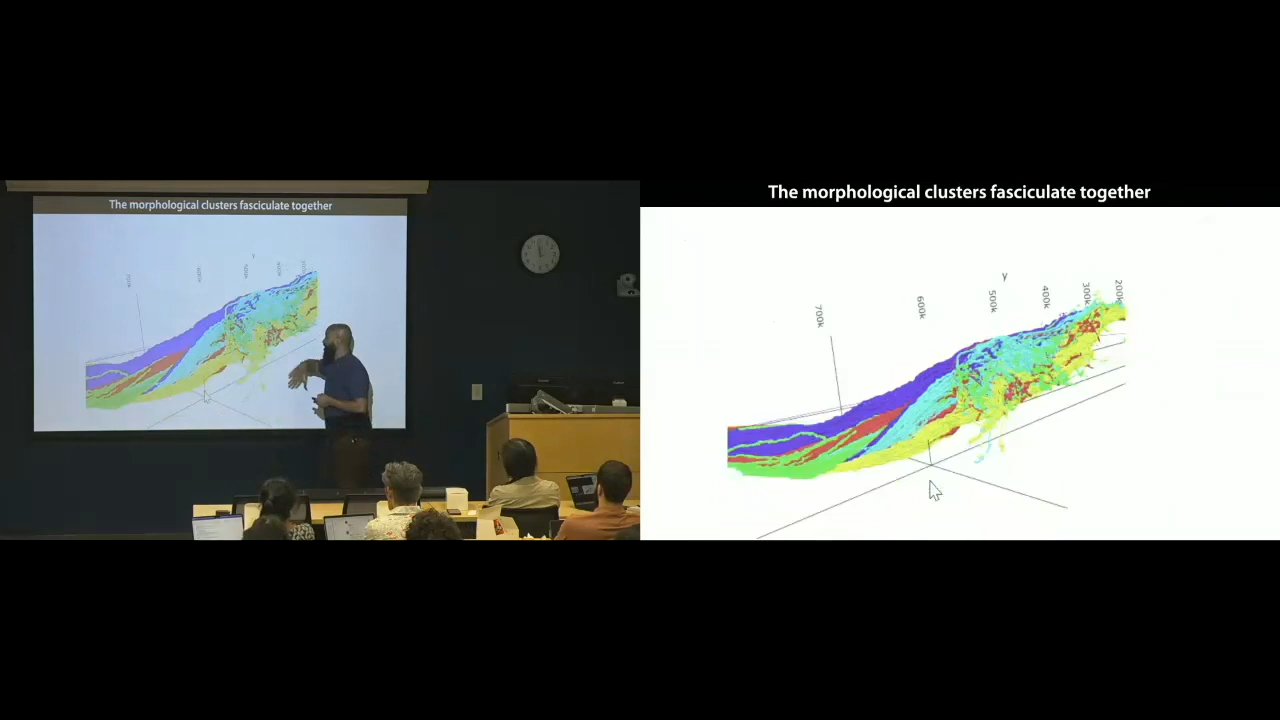 The morphological clusters fasciculate together
The morphological clusters fasciculate together
y
700k
600k
500k
400k
300k
200k